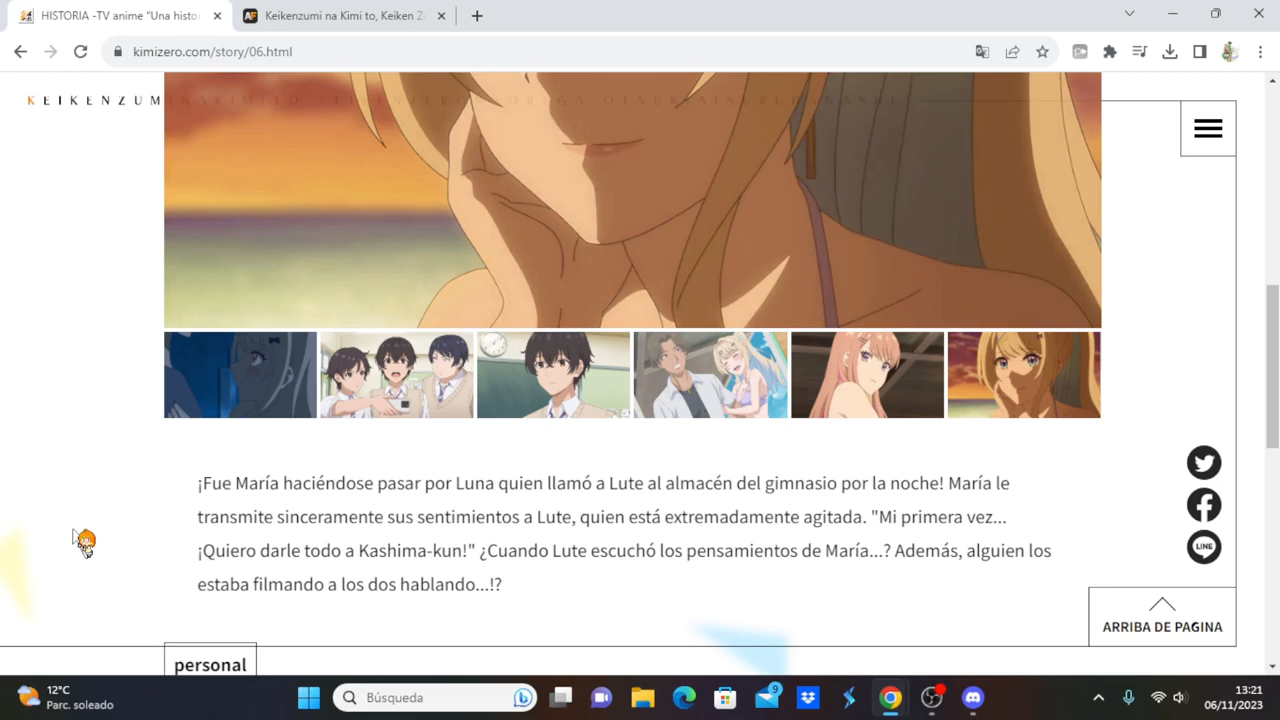 HISTORIA -TV anime "Una histo
Keikenzumi na Kimi to, Keiken Z
kimizero.com/story/06.html
KEIKENZUMINAKIMITO
¡Fue María haciéndose pasar por Luna quien llamó a Lute al almacén del gimnasio por la noche! María le
transmite sinceramente sus sentimientos a Lute, quien está extremadamente agitada. "Mi primera vez...
¡Quiero darle todo a Kashima-kun!" ¿Cuando Lute escuchó los pensamientos de María...? Además, alguien los
estaba filmando a los dos hablando...!?
LINE
ARRIBA DE PAGINA
personal
12°C
Parc. soleado
Búsqueda
9
13:21
06/11/2023